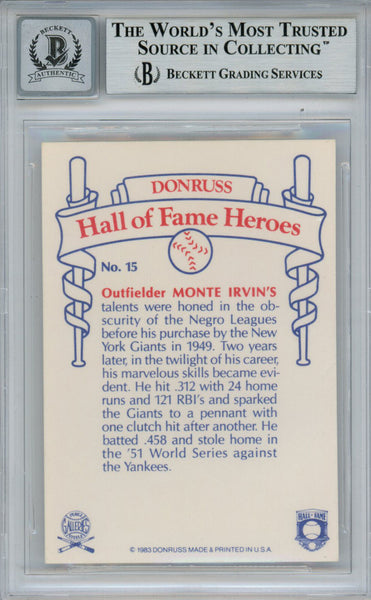 BECKETT
AUTHENTIC
THE WORLD'S MOST TRUSTED
SOURCE IN COLLECTING™
BECKETT GRADING SERVICES
DONRUSS
Hall of Fame Heroes
No. 15
Outfielder MONTE IRVIN'S
talents were honed in the ob-
scurity of the Negro Leagues
before his purchase by the New
York Giants in 1949. Two years
later, in the twilight of his career,
his marvelous skills became evi-
dent. He hit .312 with 24 home
runs and 121 RBI's and sparked
the Giants to a pennant with
one clutch hit after another. He
batted .458 and stole home in
the '51 World Series against
the Yankees.
GALLERIES
HALL of FAME
© 1983 DONRUSS MADE & PRINTED IN U.S.A.